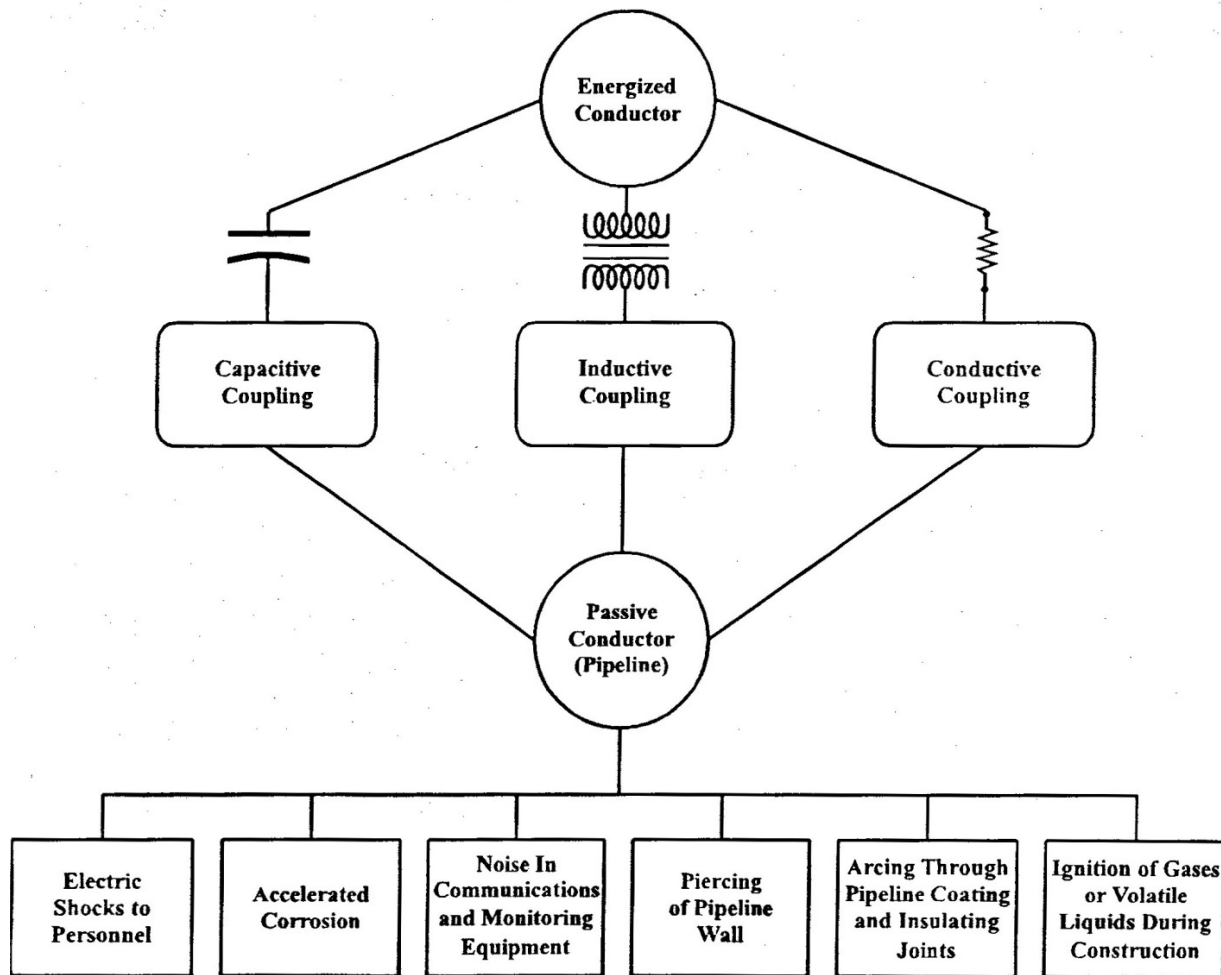 Energized
Conductor
Capacitive
Coupling
Inductive
Coupling
Conductive
Coupling
Passive
Conductor
(Pipeline)
Electric
Shocks to
Personnel
Accelerated
Corrosion
Noise In
Communications
and Monitoring
Equipment
Piercing
of Pipeline
Wall
Arcing Through
Pipeline Coating
and Insulating
Joints
Ignition of Gases
or Volatile
Liquids During
Construction